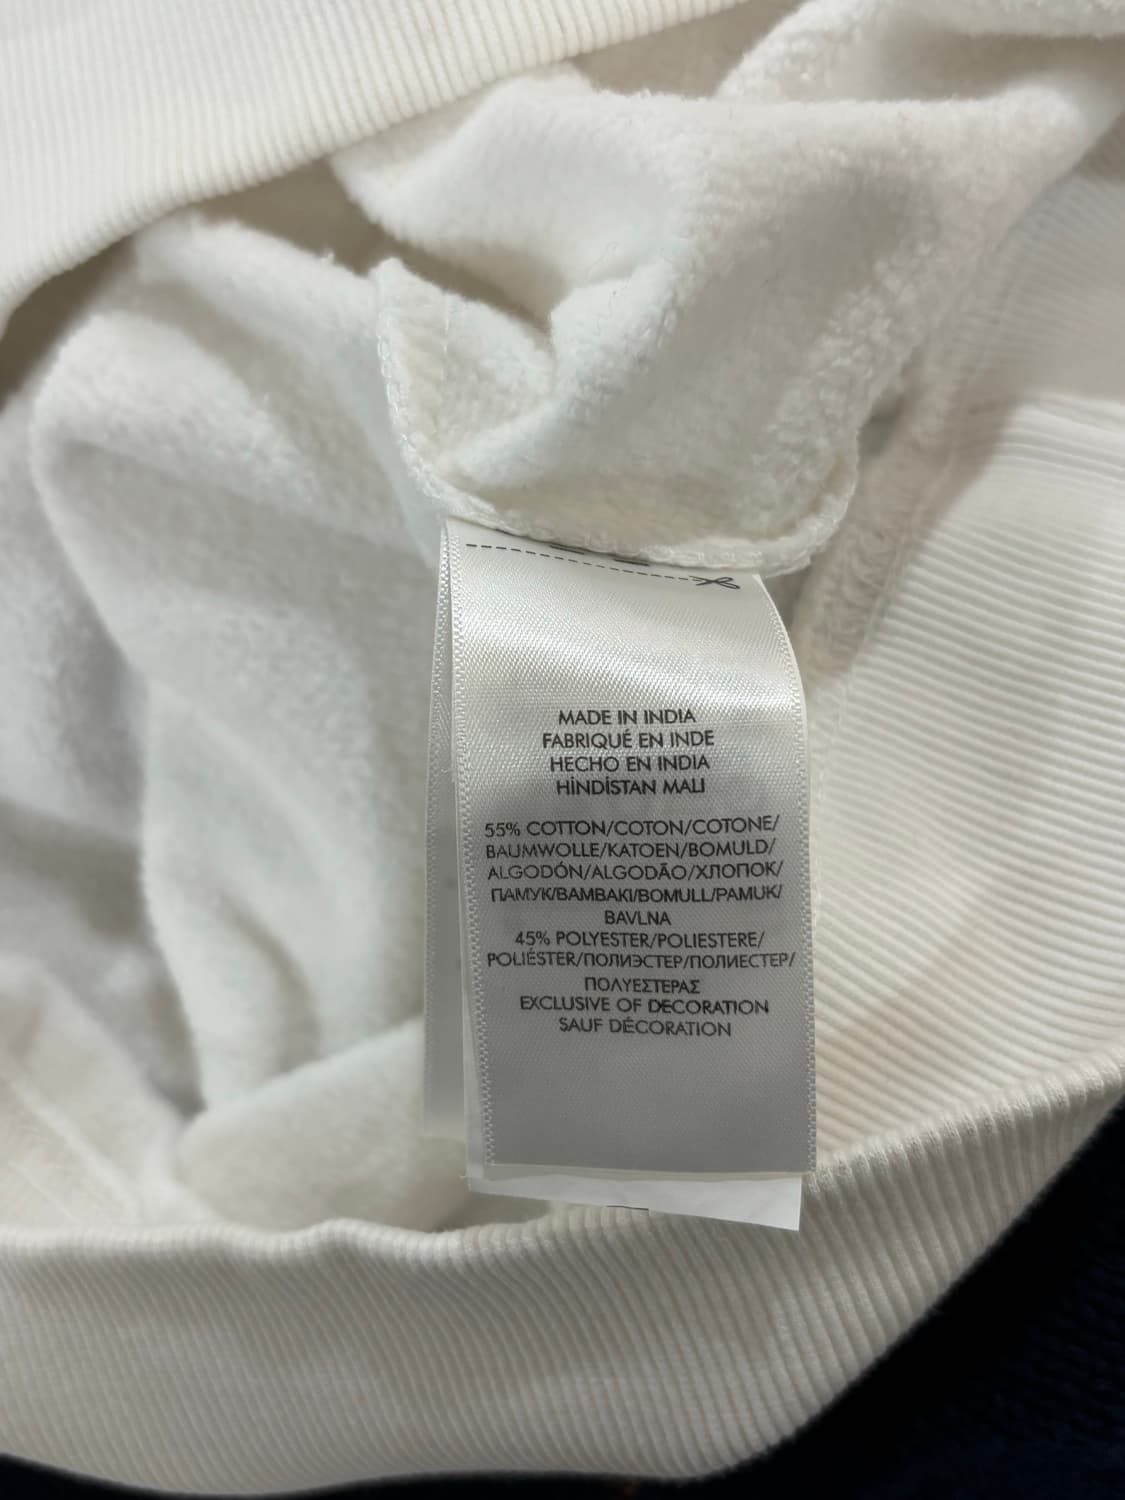 MADE IN INDIA
FABRIQUÉ EN INDE
HECHO EN INDIA
HİNDİSTAN MALI
55% COTTON/COTON/COTONE/
BAUMWOLLE/KATOEN/BOMULD/
ALGODÓN/ALGODÃO/ХЛОПОК/
ПАМУК/ΒΑΜΒΑΚΙ/BOMULL/PAMUK/
BAVLNA
45% POLYESTER/POLIESTERE/
POLIÉSTER/ПОЛИЭСТЕР/ПОЛИЕСТЕР/
ΠΟΛΥΕΣΤΕΡΑΣ
EXCLUSIVE OF DECORATION
SAUF DÉCORATION